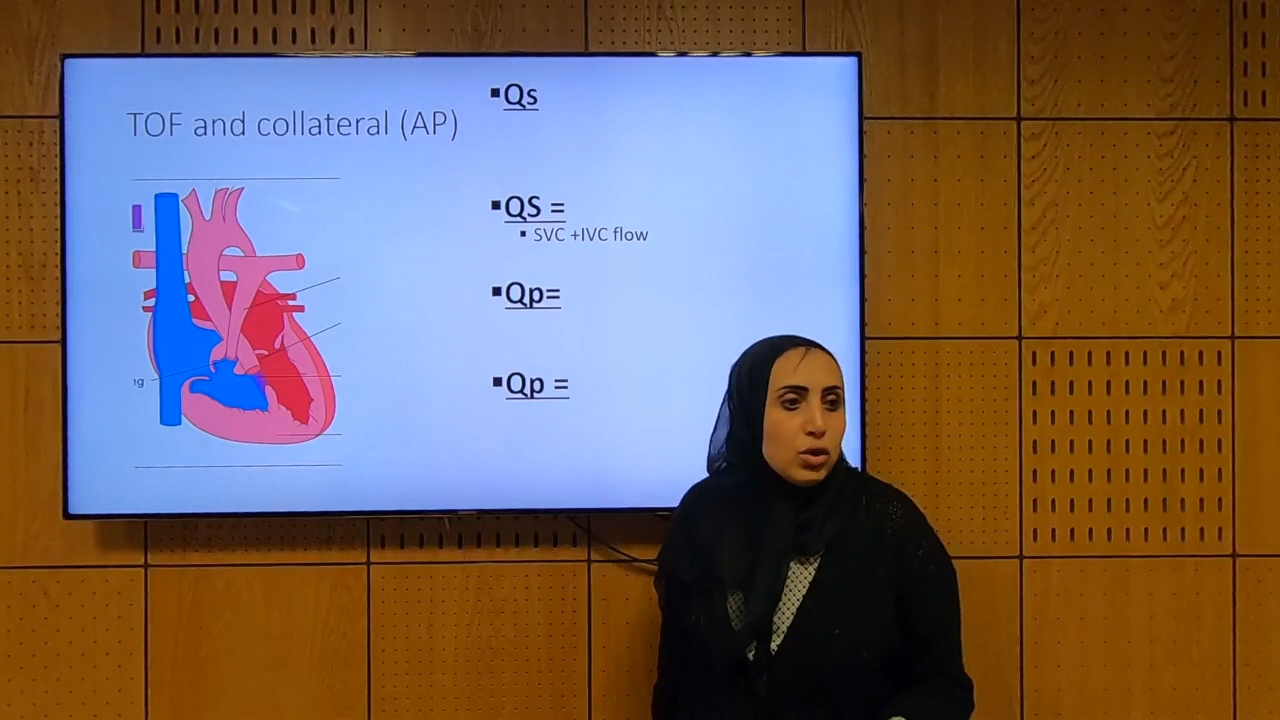 TOF and collateral (AP)
▪Qs
▪QS =
▪ SVC +IVC flow
▪Qp=
▪Qp =